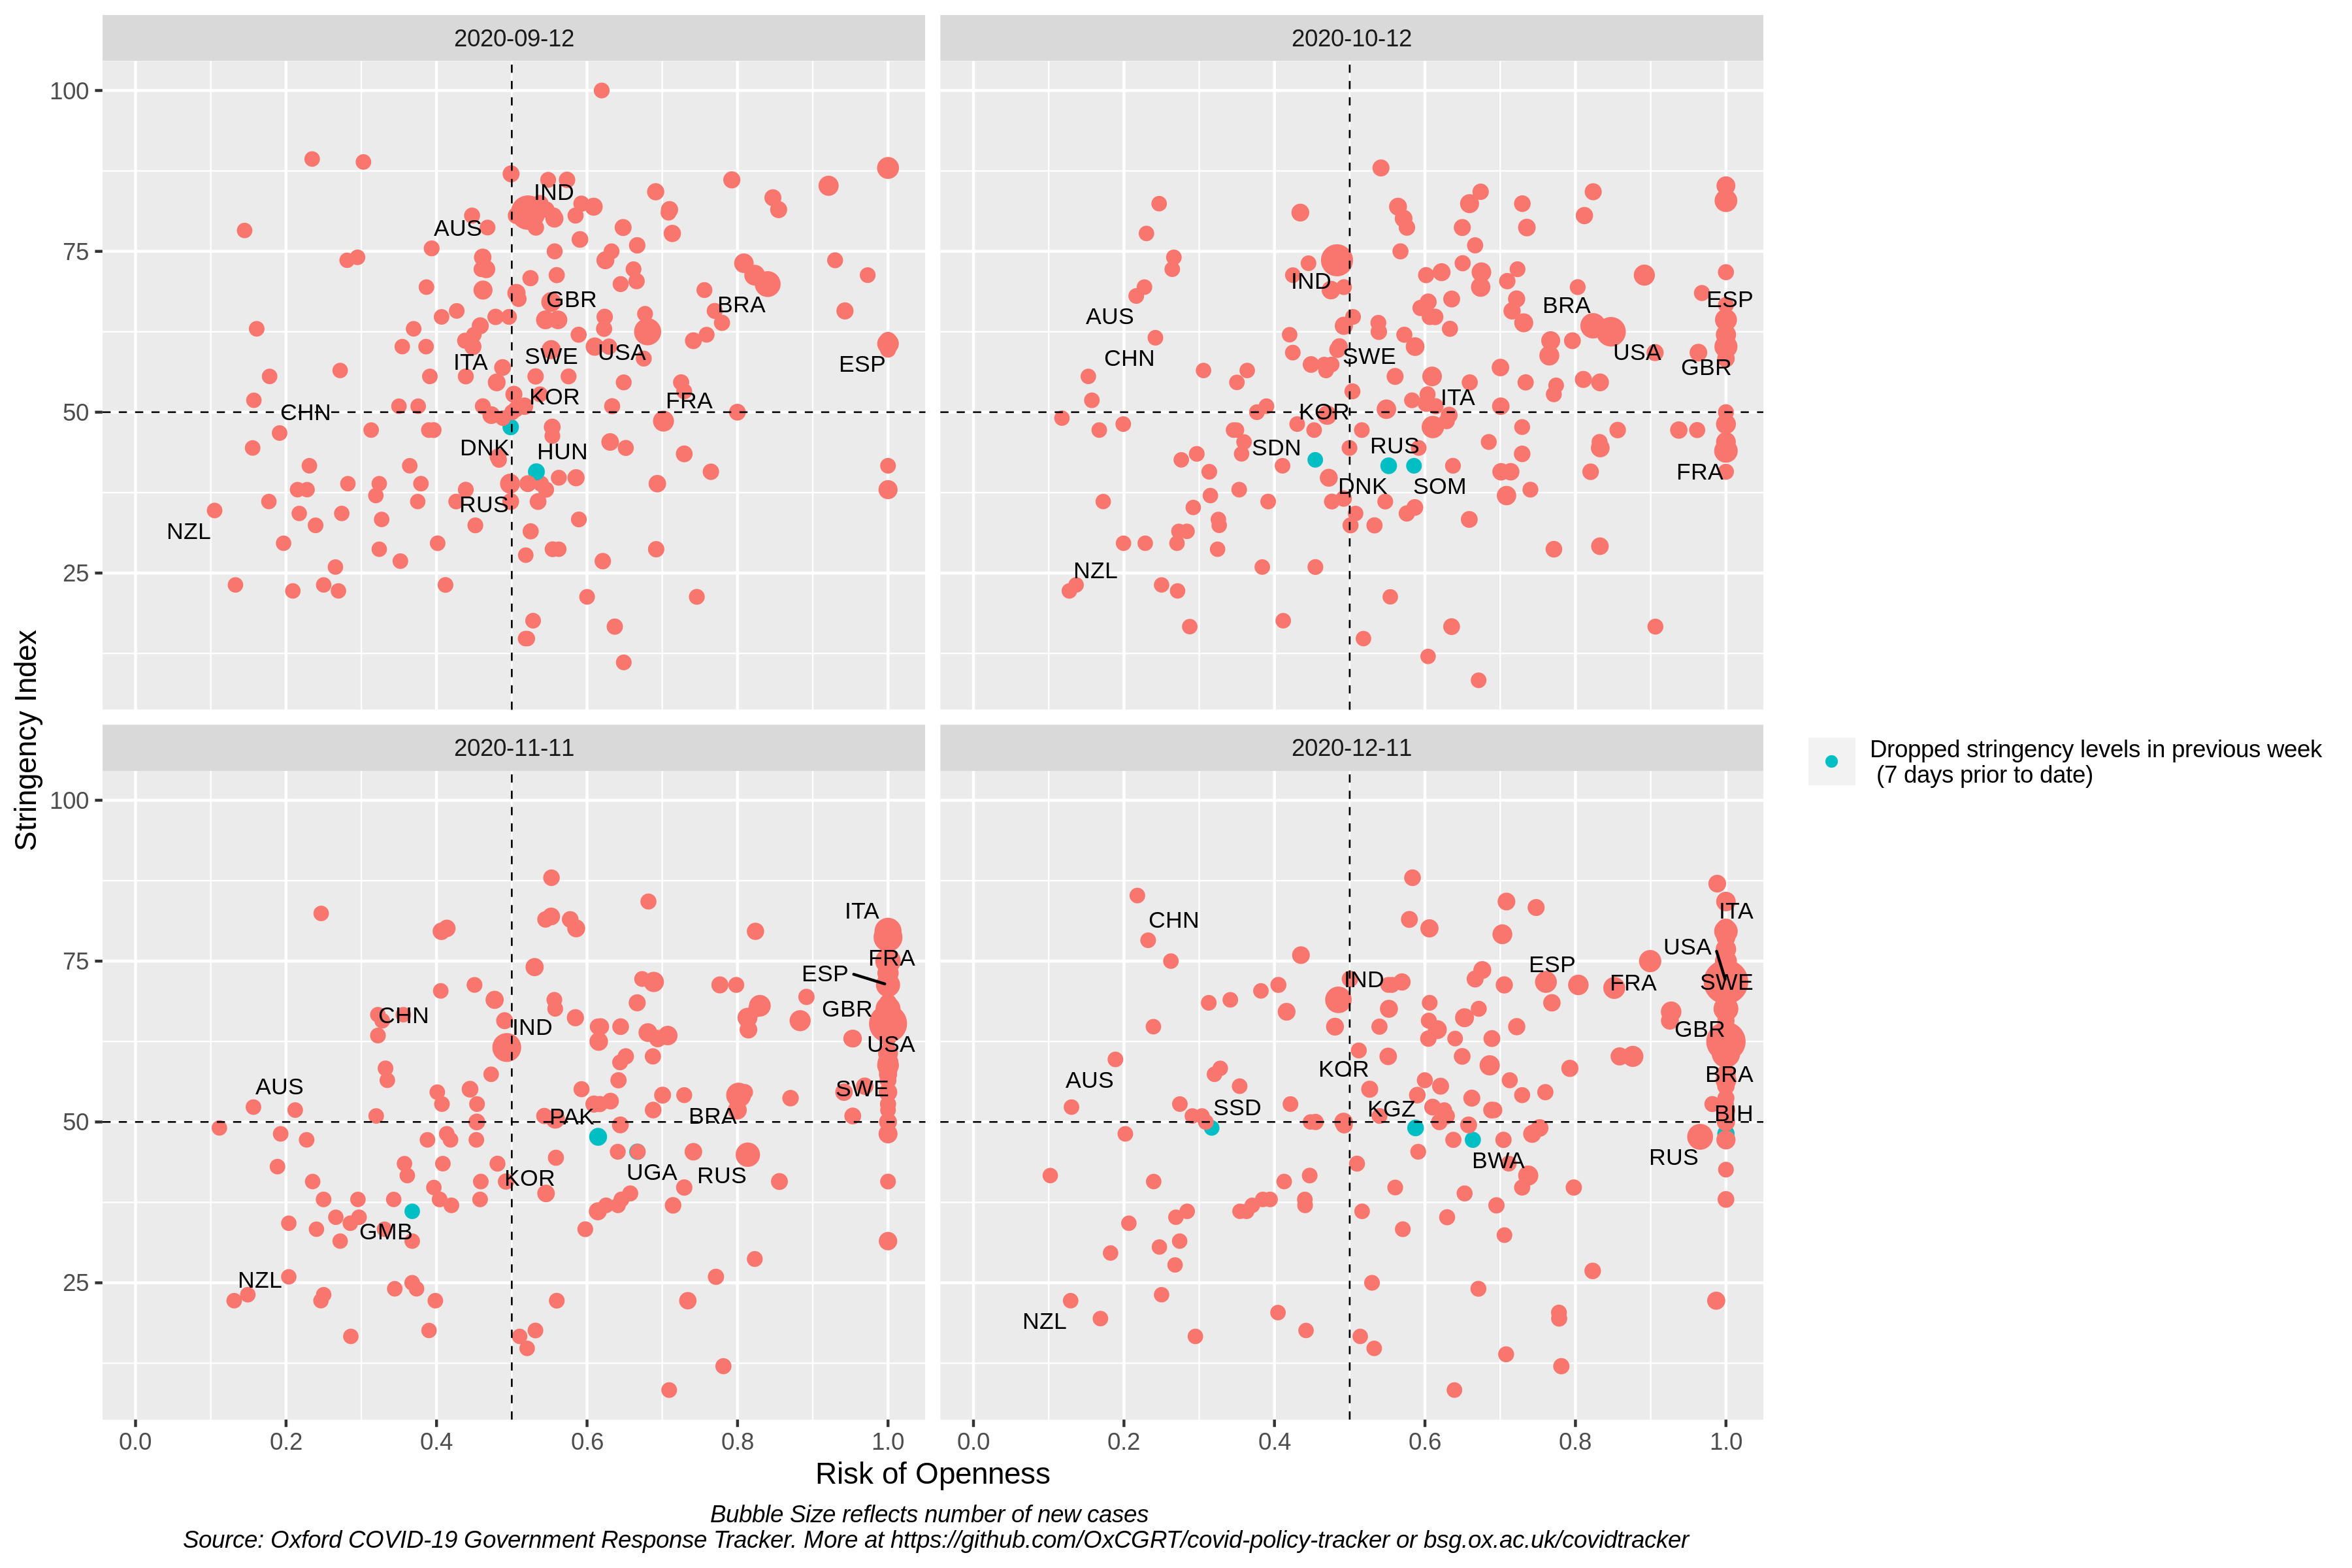 2020-09-12
2020-10-12
100
75
50
25
IND
AUS
GBR
BRA
ITA
SWE
USA
ESP
KOR
FRA
CHN
DNK
HUN
RUS
NZL
IND
ESP
BRA
AUS
SWE
USA
CHN
GBR
ITA
KOR
SDN
RUS
FRA
DNK
SOM
NZL
Stringency Index
2020-11-11
2020-12-11
100
75
50
25
ITA
FRA
ESP
GBR
CHN
IND
USA
AUS
SWE
PAK
BRA
KOR
UGA
RUS
GMB
NZL
ITA
CHN
USA
ESP
IND
FRA
SWE
GBR
KOR
BRA
AUS
SSD
KGZ
BIH
BWA
RUS
NZL
Dropped stringency levels in previous week
(7 days prior to date)
0.0
0.2
0.4
0.6
0.8
1.0
0.0
0.2
0.4
0.6
0.8
1.0
Risk of Openness
Bubble Size reflects number of new cases
Source: Oxford COVID-19 Government Response Tracker. More at https://github.com/OxCGRT/covid-policy-tracker or bsg.ox.ac.uk/covidtracker